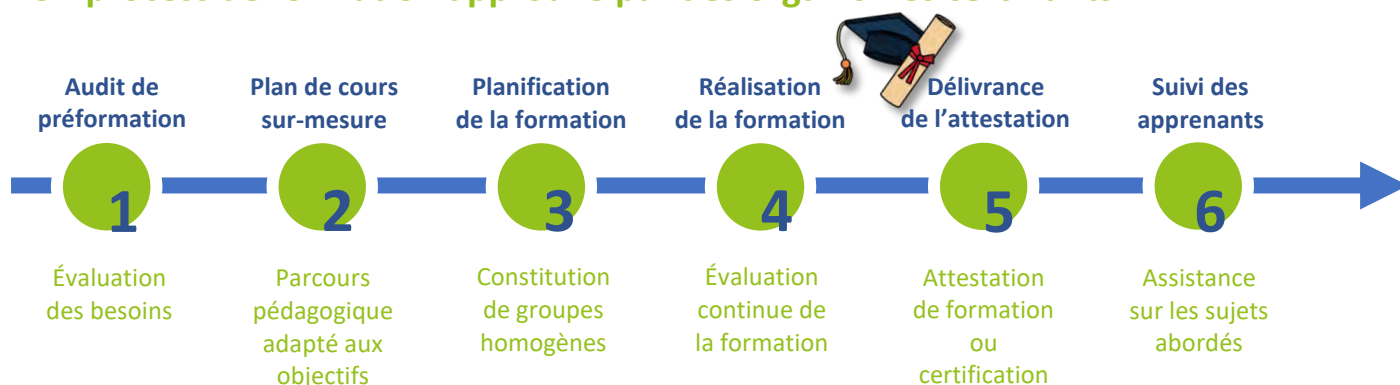 Audit de
préformation
Plan de cours
sur-mesure
Planification
de la formation
Réalisation
de la formation
Délivrance
de l’attestation
Suivi des
apprenants
1
2
3
4
5
6
Évaluation
des besoins
Parcours
pédagogique
adapté aux
objectifs
Constitution
de groupes
homogènes
Évaluation
continue de
la formation
Attestation
de formation
ou
certification
Assistance
sur les sujets
abordés